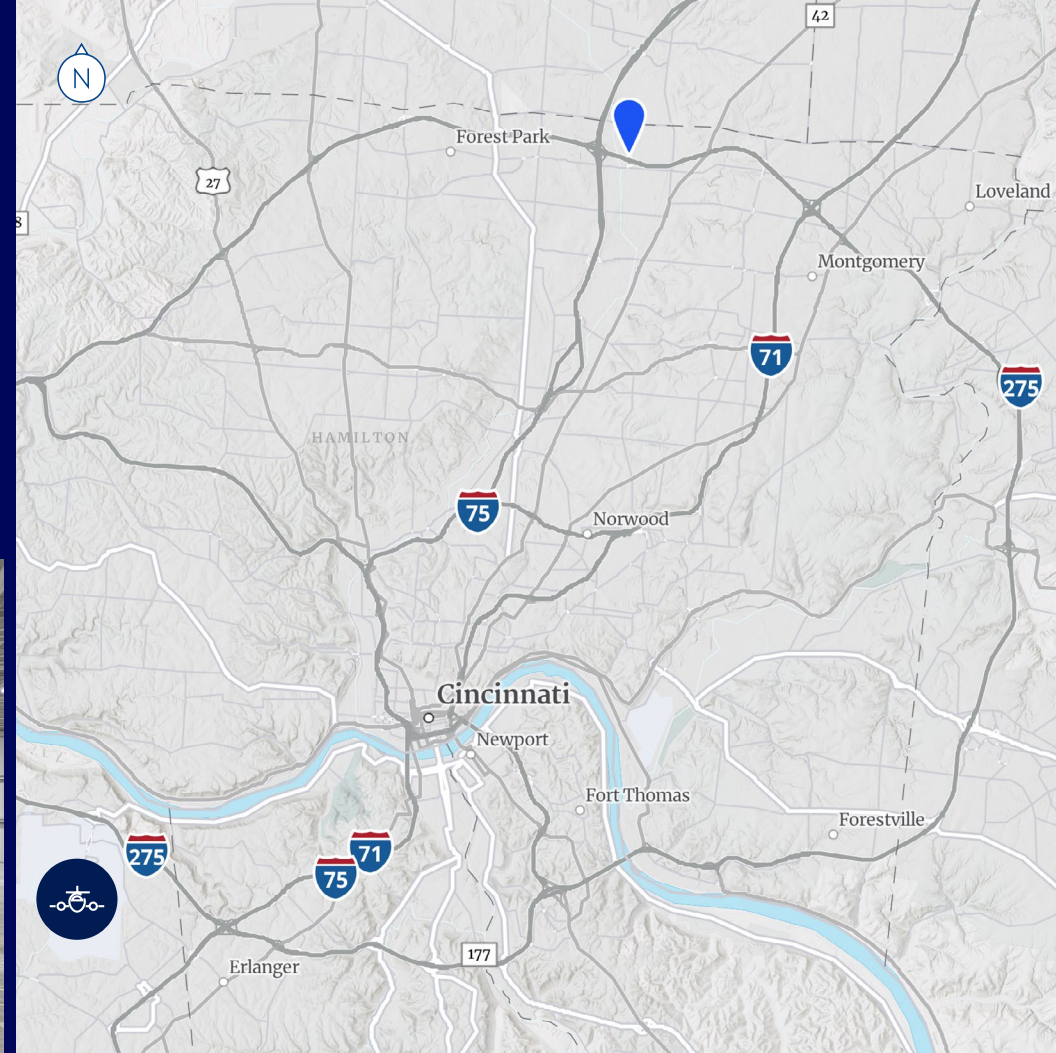 42
N
Forest Park
27
Loveland
8
Montgomery
71
275
HAMILTON
75
Norwood
Cincinnati
Newport
Fort Thomas
Forestville
275
71
75
177
Erlanger